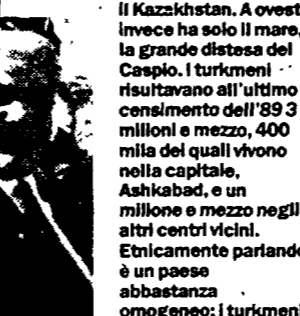 il Kazakhstan. A ovest
invece ha solo il mare,
la grande distesa del
Caspio. I turkmeni
risultavano all'ultimo
censimento dell'89 3
milioni e mezzo, 400
mila dei quali vivono
nella capitale,
Ashkabad, e un
milione e mezzo negli
altri centri vicini.
Etnicamente parlando
è un paese
abbastanza
omogeneo: i turkmeni